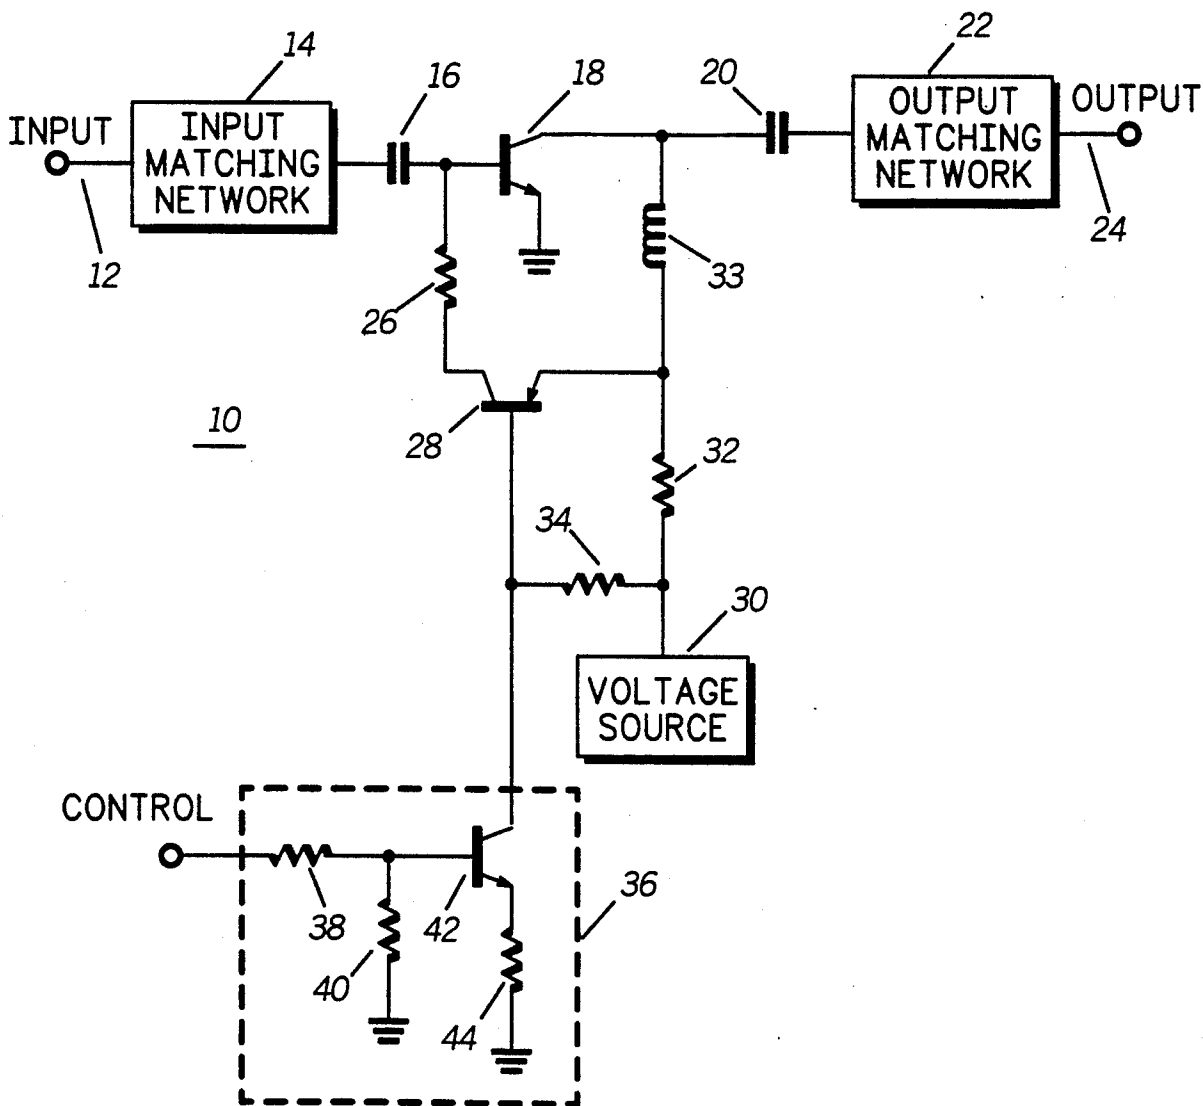 22
14
16
18
20
OUTPUT
INPUT
INPUT
MATCHING
NETWORK
OUTPUT
MATCHING
NETWORK
12
24
33
26
10
28
32
34
30
VOLTAGE
SOURCE
CONTROL
38
42
36
40
44